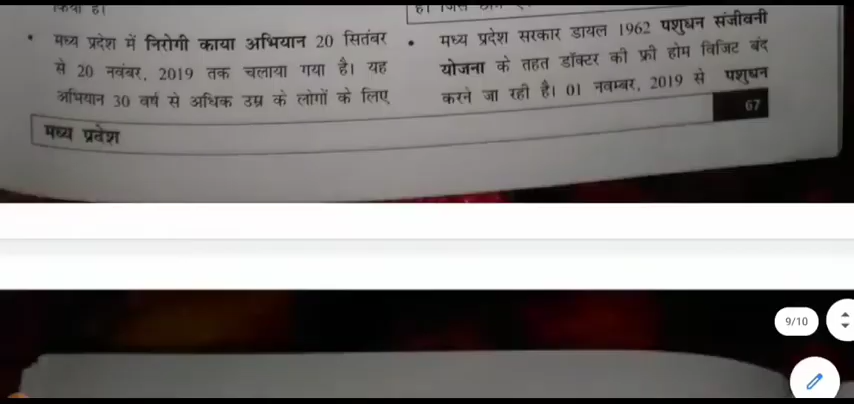 किया है।
मध्य प्रदेश में निरोगी काया अभियान 20 सितंबर
से 20 नवंबर, 2019 तक चलाया गया है। यह
अभियान 30 वर्ष से अधिक उम्र के लोगों के लिए
है। जिसे
मध्य प्रदेश सरकार डायल 1962 पशुधन संजीवनी
योजना के तहत डॉक्टर की फ्री होम विजिट बंद
करने जा रही है। 01 नवम्बर, 2019 से पशुधन
67
मध्य प्रदेश
9/10